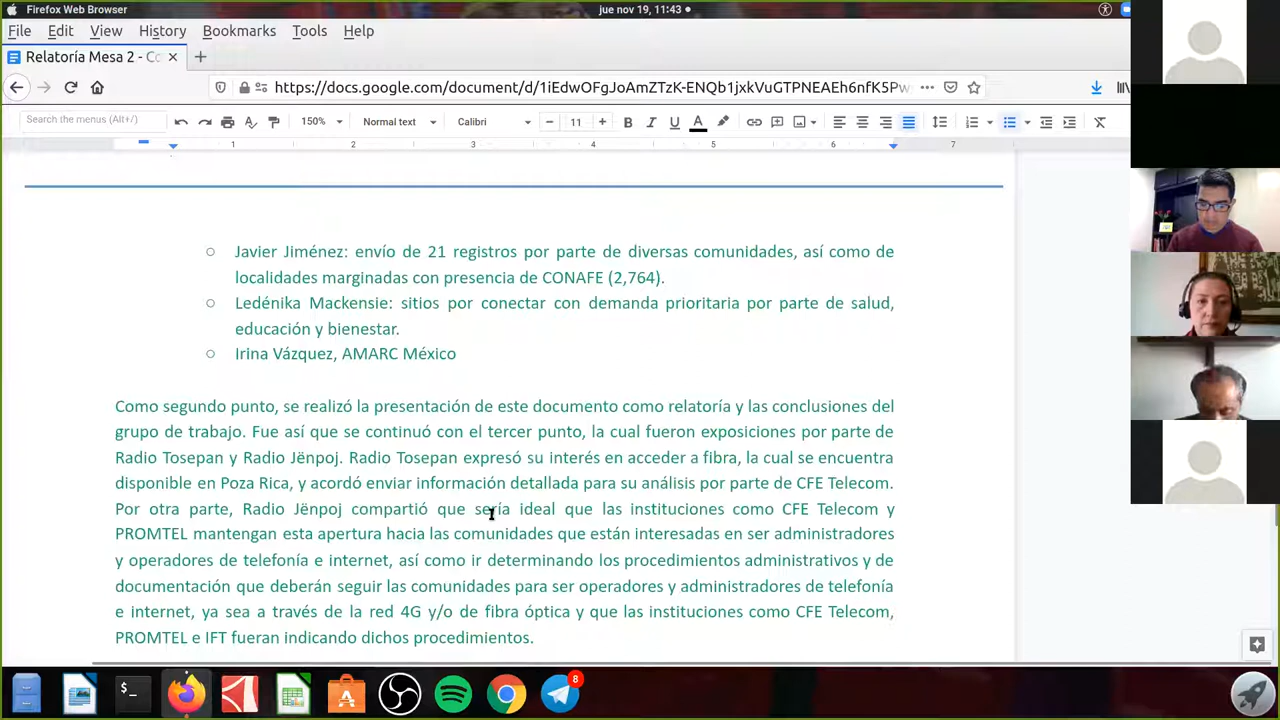 Firefox Web Browser
jue nov 19, 11:43
File Edit View History Bookmarks Tools Help
Relatoría Mesa 2 - Co
https://docs.google.com/document/d/1iEdwOFgJoAmZTzK-ENQb1jxkVuGTPNEAEh6nfK5Pw
Search the menus (Alt+/)
150% Normal text Calibri 11 B I U A
1 2 3 4 5 6 7
Javier Jiménez: envío de 21 registros por parte de diversas comunidades, así como de
localidades marginadas con presencia de CONAFE (2,764).
Ledénika Mackensie: sitios por conectar con demanda prioritaria por parte de salud,
educación y bienestar.
Irina Vázquez, AMARC México
Como segundo punto, se realizó la presentación de este documento como relatoría y las conclusiones del
grupo de trabajo. Fue así que se continuó con el tercer punto, la cual fueron exposiciones por parte de
Radio Tosepan y Radio Jënpoj. Radio Tosepan expresó su interés en acceder a fibra, la cual se encuentra
disponible en Poza Rica, y acordó enviar información detallada para su análisis por parte de CFE Telecom.
Por otra parte, Radio Jënpoj compartió que sería ideal que las instituciones como CFE Telecom y
PROMTEL mantengan esta apertura hacia las comunidades que están interesadas en ser administradores
y operadores de telefonía e internet, así como ir determinando los procedimientos administrativos y de
documentación que deberán seguir las comunidades para ser operadores y administradores de telefonía
e internet, ya sea a través de la red 4G y/o de fibra óptica y que las instituciones como CFE Telecom,
PROMTEL e IFT fueran indicando dichos procedimientos.
8